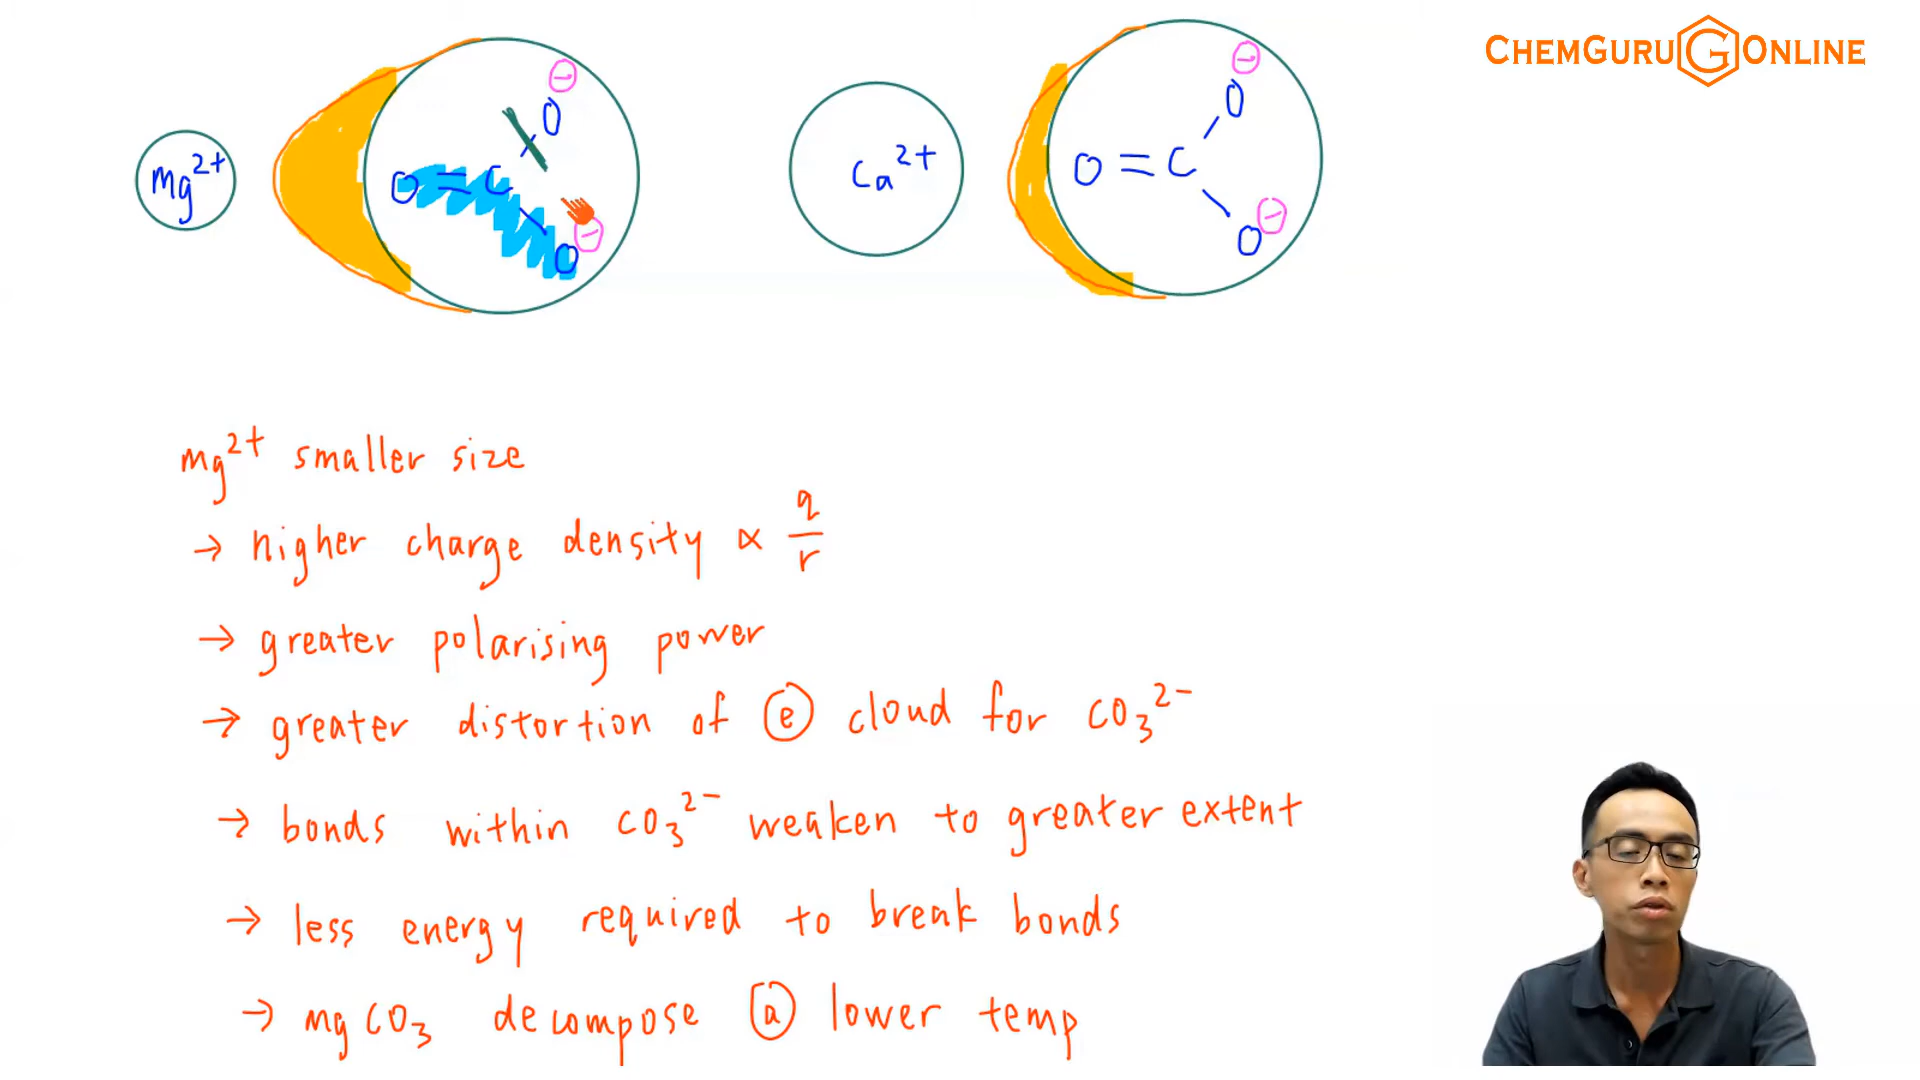 CHEMGURU G ONLINE
Mg2+
O = C
O
−
O
−
Ca2+
O = C
O
−
O
−
Mg2+ smaller size
→ higher charge density ∝ q/r
→ greater polarising power
→ greater distortion of ⓔ cloud for CO3 2−
→ bonds within CO3 2− weaken to greater extent
→ less energy required to break bonds
→ MgCO3 decompose ⓐ lower temp